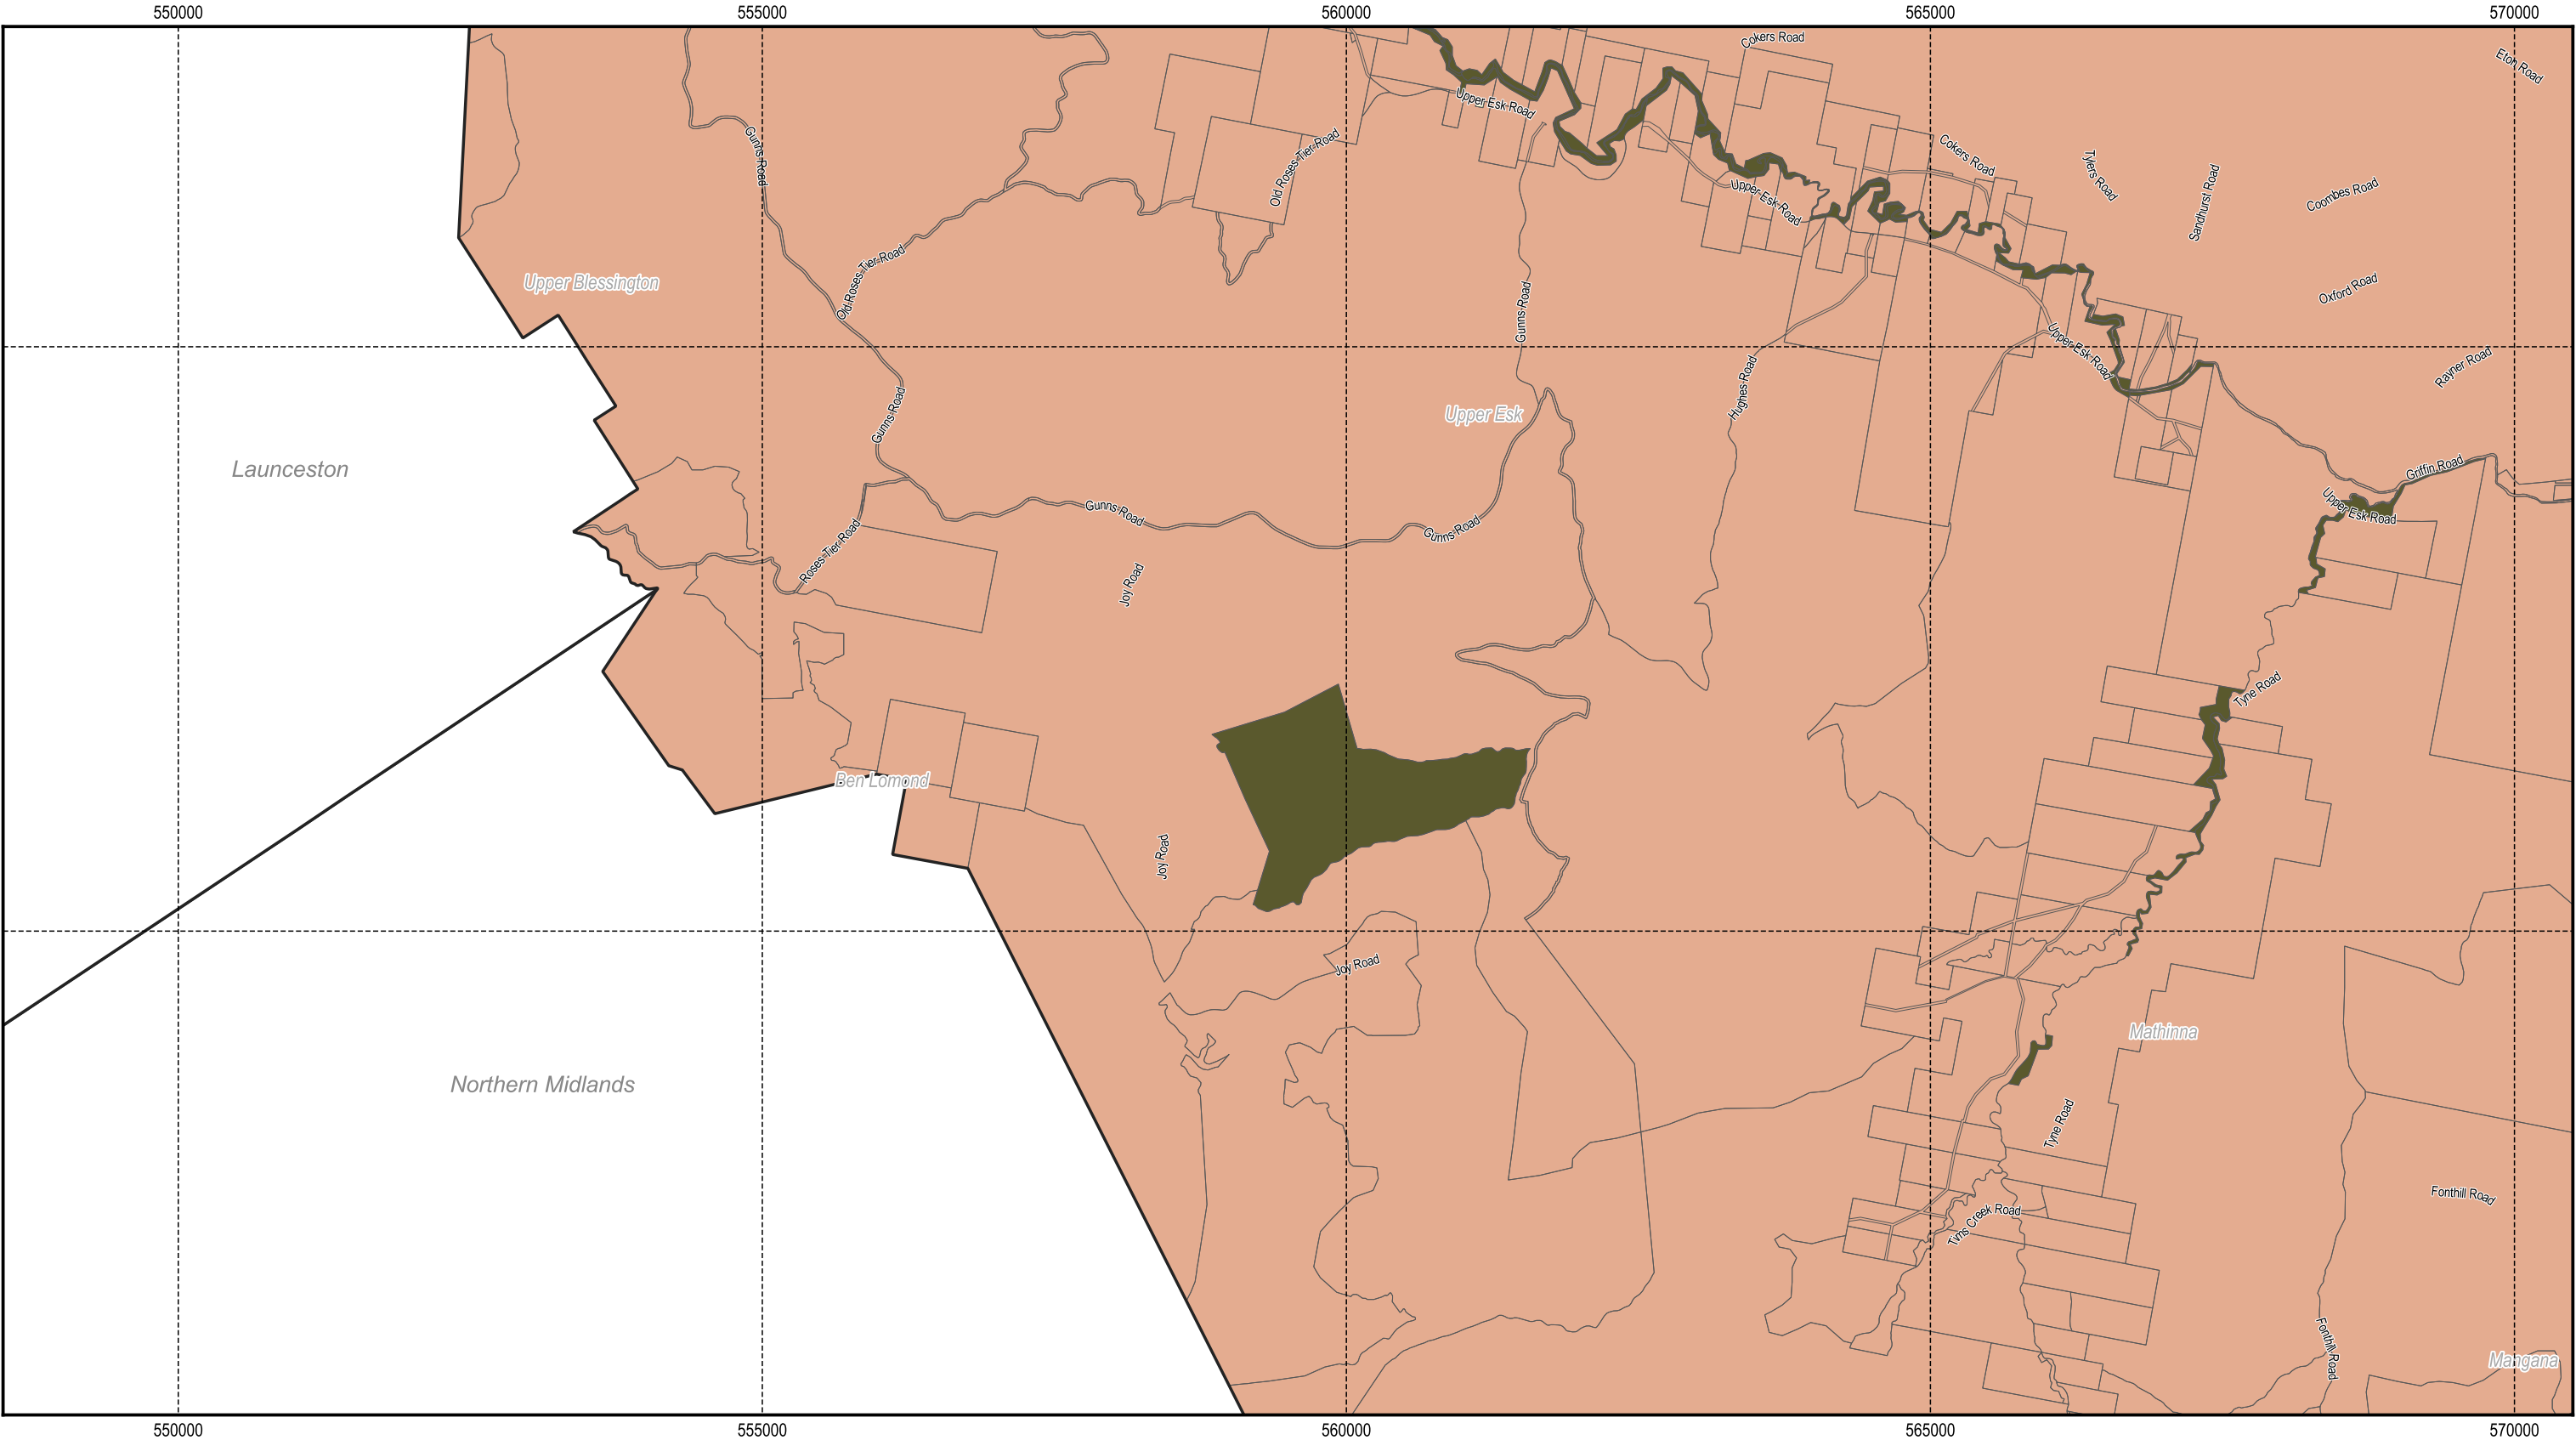 550000 555000 560000 565000 570000
Cokers Road
Eton Road
Upper Esk Road
Gunns Road
Old Roses Tier Road
Cokers Road
Tylers Road
Sandhurst Road
Coombes Road
Upper Esk Road
Old Roses Tier Road
Upper Blessington
Gunns Road
Oxford Road
Upper Esk Road
Rayner Road
Hughes Road
Gunns Road
Upper Esk
Launceston
Griffin Road
Upper Esk Road
Gunns Road
Gunns Road
Roses Tier Road
Joy Road
Tyne Road
Ben Lomond
Joy Road
Joy Road
Mathinna
Northern Midlands
Tyne Road
Fonthill Road
Tyns Creek Road
Fonthill Road
Mangana
550000 555000 560000 565000 570000